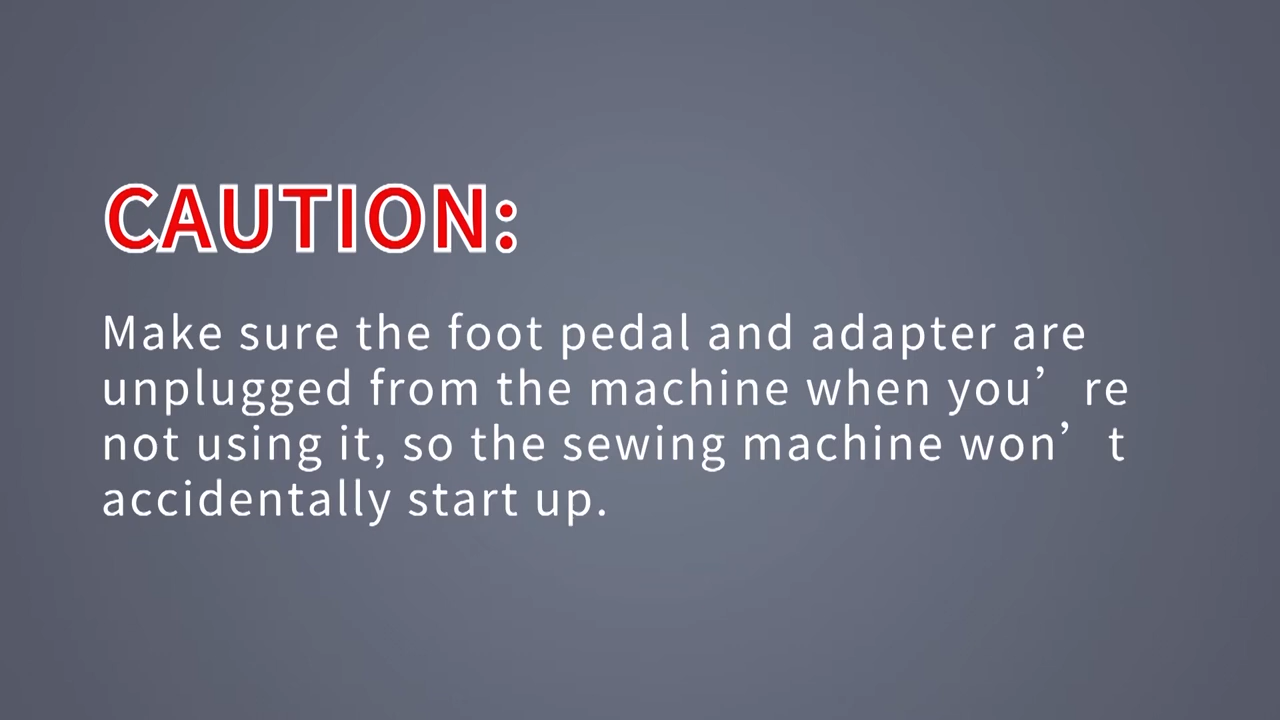 CAUTION:
Make sure the foot pedal and adapter are
unplugged from the machine when you’re
not using it, so the sewing machine won’t
accidentally start up.